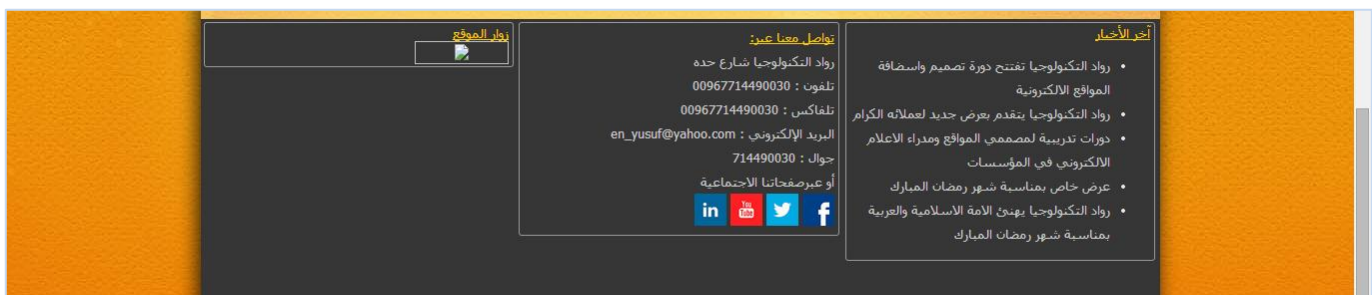 آخر الأخبار
رواد التكنولوجيا تفتتح دورة تصميم واسضافة
المواقع الالكترونية
رواد التكنولوجيا يتقدم بعرض جديد لعملائه الكرام
دورات تدريبية لمصممي المواقع ومدراء الاعلام
الالكتروني في المؤسسات
عرض خاص بمناسبة شهر رمضان المبارك
رواد التكنولوجيا يهنئ الامة الاسلامية والعربية
بمناسبة شهر رمضان المبارك
تواصل معنا عبر:
رواد التكنولوجيا شارع حده
تلفون : 00967714490030
تلفاكس : 00967714490030
البريد الإلكتروني : en_yusuf@yahoo.com
جوال : 714490030
أو عبرصفحاتنا الاجتماعية
in You Tube f
زوار الموقع